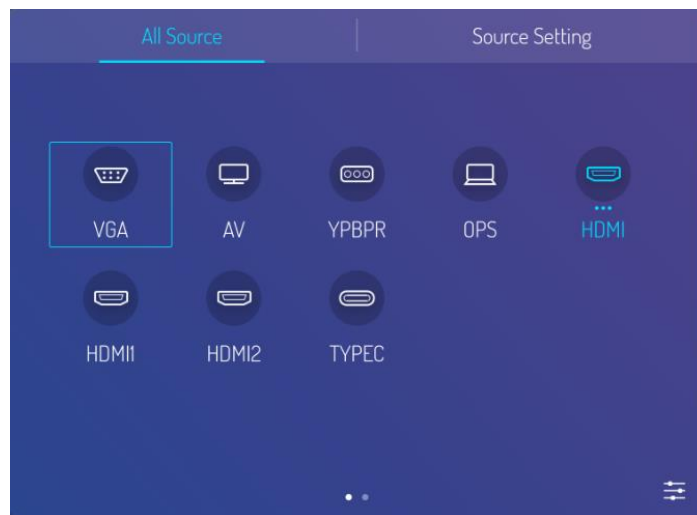 All Source Source Setting
VGA AV YPBPR OPS HDMI
HDMI1 HDMI2 TYPEC